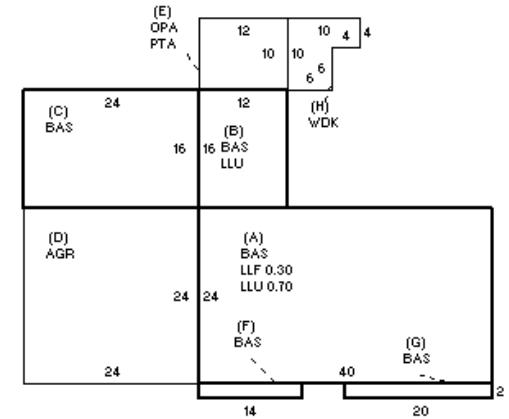 (E)
OPA
PTA
12
10
4
4
10
10
6
6
(H)
WDK
24
12
(C)
BAS
(B)
16
16
BAS
LLU
(D)
AGR
(A)
BAS
LLF 0.30
LLU 0.70
24
24
(F)
BAS
(G)
BAS
24
40
2
14
20